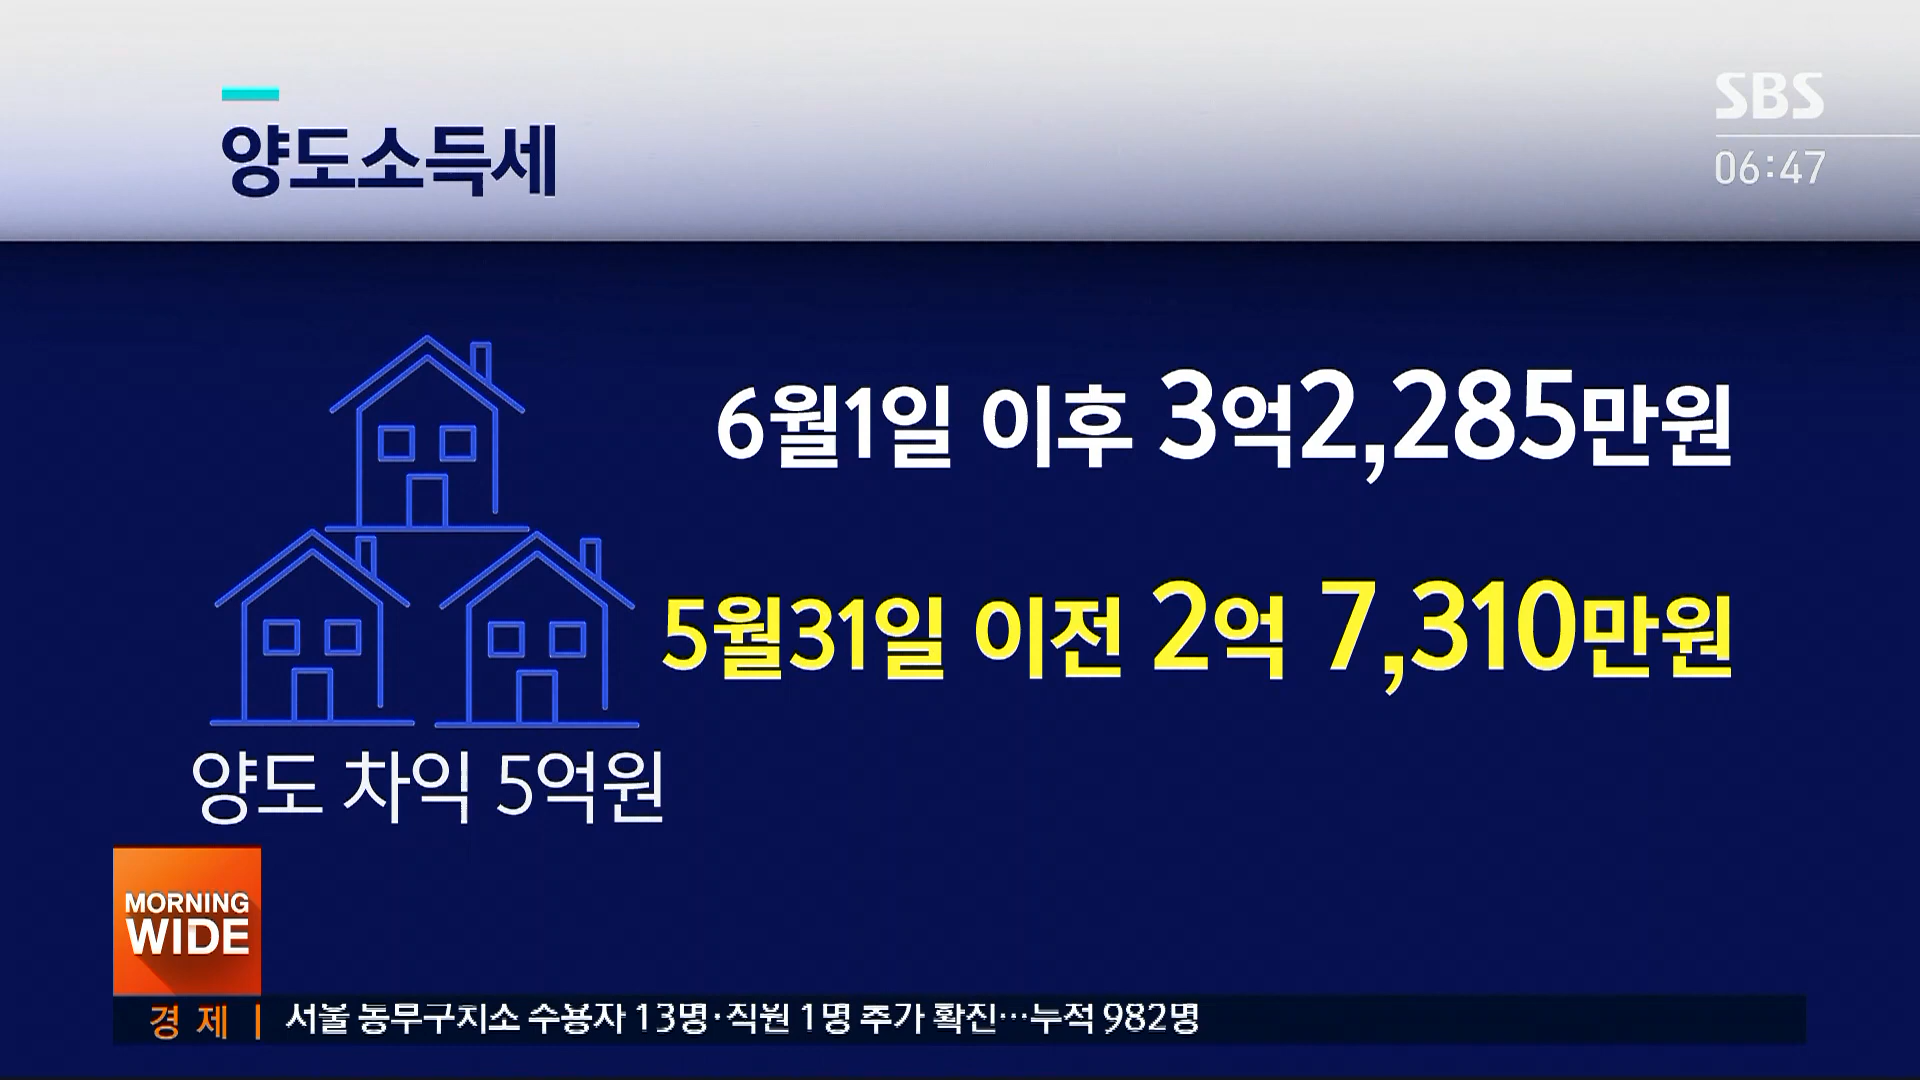 양도소득세
SBS
06:47
6월1일 이후 3억2,285만원
5월31일 이전 2억 7,310만원
양도 차익 5억원
MORNING
WIDE
경제 | 서울 동무구치소 수용자 13명·직원 1명 추가 확진…누적 982명